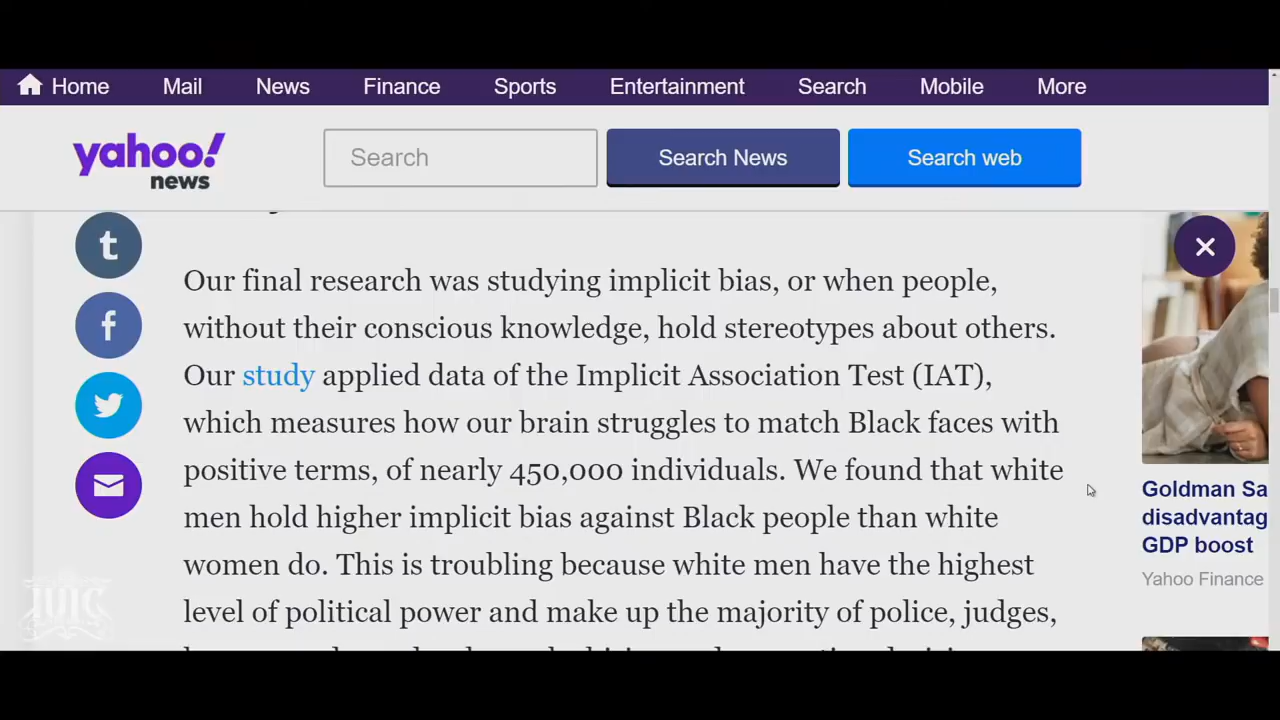 Home Mail News Finance Sports Entertainment Search Mobile More
yahoo!
news
Search
Search News
Search web
Our final research was studying implicit bias, or when people,
without their conscious knowledge, hold stereotypes about others.
Our study applied data of the Implicit Association Test (IAT),
which measures how our brain struggles to match Black faces with
positive terms, of nearly 450,000 individuals. We found that white
men hold higher implicit bias against Black people than white
women do. This is troubling because white men have the highest
level of political power and make up the majority of police, judges,
Goldman Sa
disadvantag
GDP boost
Yahoo Finance
IUIC